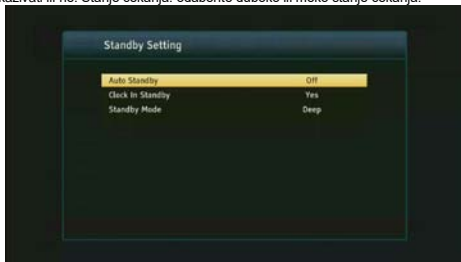 ili ne. Stanje čekanja: odaberite duboko ili meko stanje čekanja.
Standby Setting
Auto Standby Off
Clock In Standby Yes
Standby Mode Deep